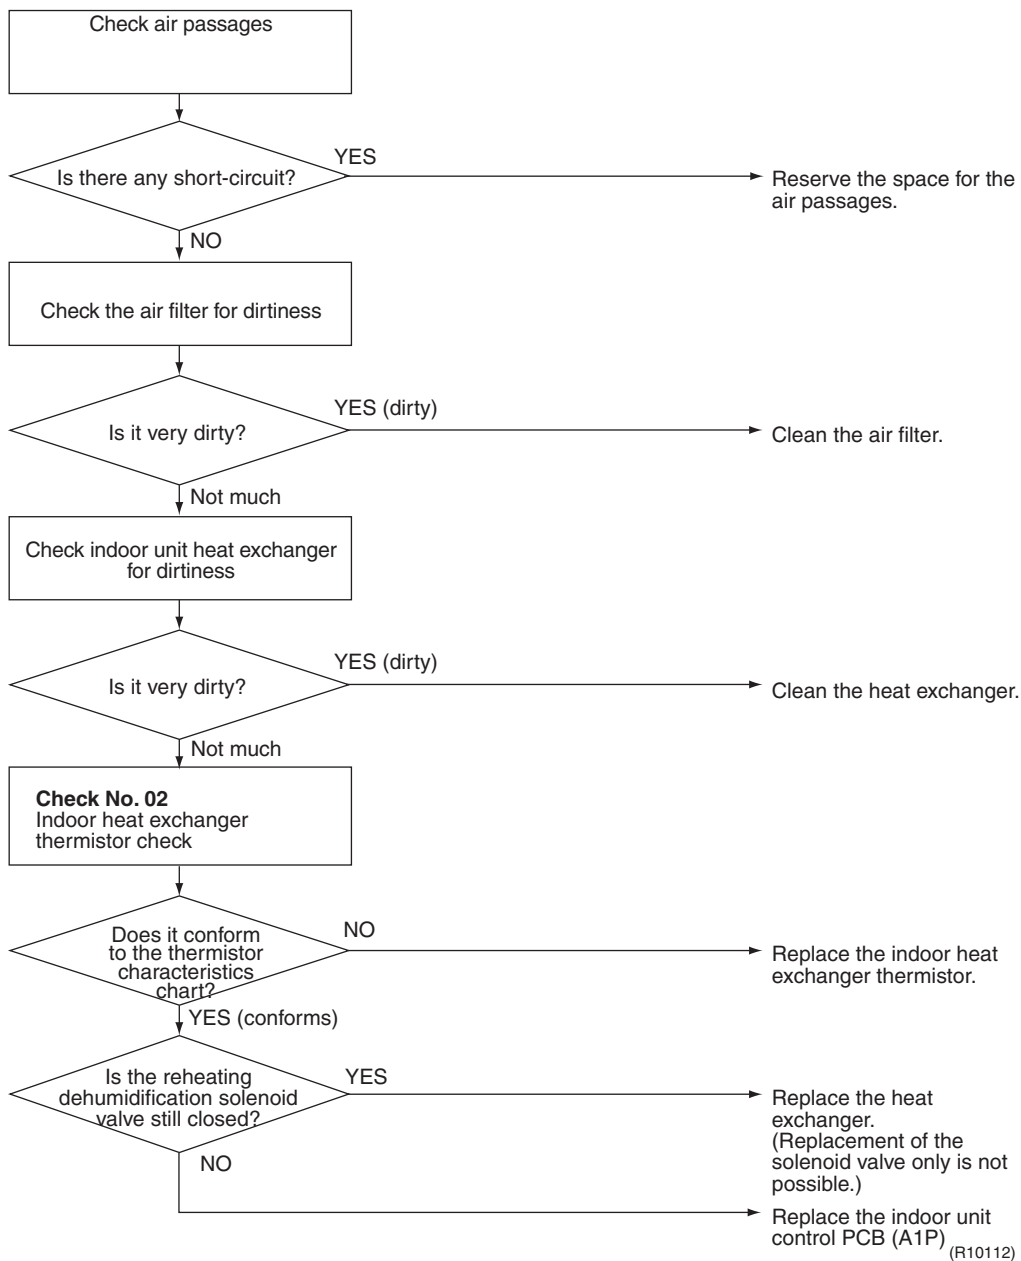 Check air passages
Is there any short-circuit?
YES
Reserve the space for the
air passages.
NO
Check the air filter for dirtiness
Is it very dirty?
YES (dirty)
Clean the air filter.
Not much
Check indoor unit heat exchanger
for dirtiness
Is it very dirty?
YES (dirty)
Clean the heat exchanger.
Not much
Check No. 02
Indoor heat exchanger
thermistor check
Does it conform
to the thermistor
characteristics
chart?
NO
Replace the indoor heat
exchanger thermistor.
YES (conforms)
Is the reheating
dehumidification solenoid
valve still closed?
YES
Replace the heat
exchanger.
(Replacement of the
solenoid valve only is not
possible.)
NO
Replace the indoor unit
control PCB (A1P)
(R10112)